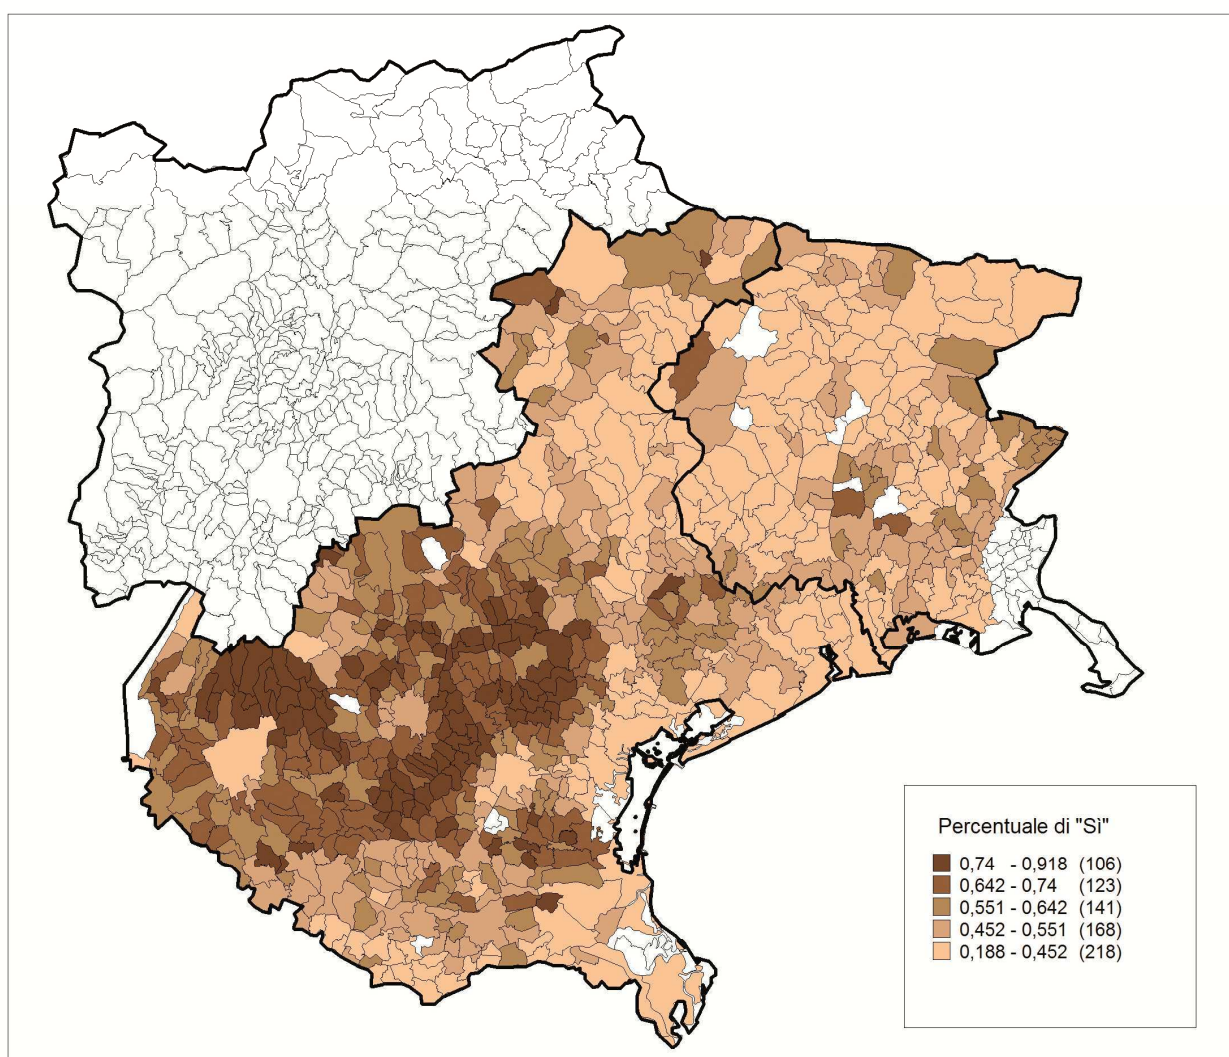 Percentuale di "Sì"
0,74 - 0,918 (106)
0,642 - 0,74 (123)
0,551 - 0,642 (141)
0,452 - 0,551 (168)
0,188 - 0,452 (218)